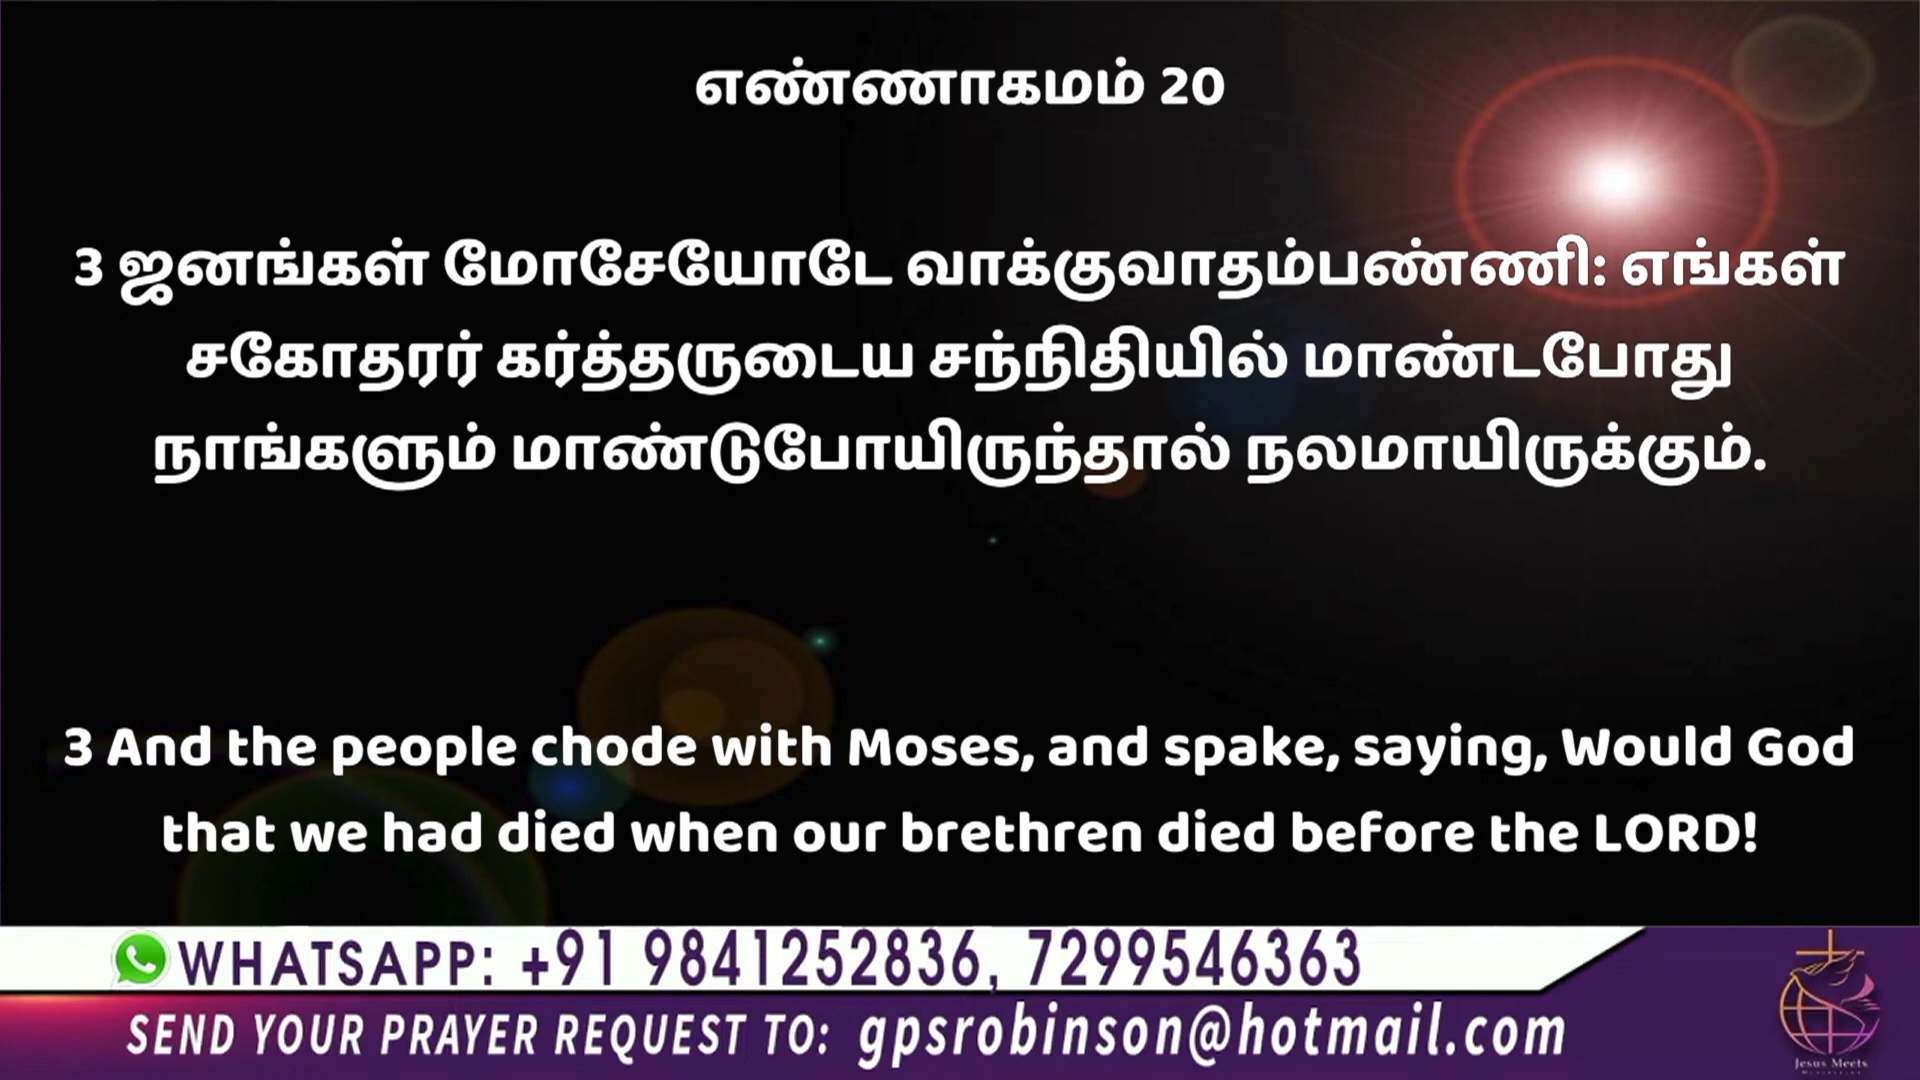 எண்ணாகமம் 20
3 ஜனங்கள் மோசேயோடே வாக்குவாதம்பண்ணி: எங்கள்
சகோதரர் கர்த்தருடைய சந்நிதியில் மாண்டபோது
நாங்களும் மாண்டுபோயிருந்தால் நலமாயிருக்கும்.
3 And the people chode with Moses, and spake, saying, Would God
that we had died when our brethren died before the LORD!
WHATSAPP: +91 9841252836, 7299546363
SEND YOUR PRAYER REQUEST TO: gpsrobinson@hotmail.com
Jesus Meets